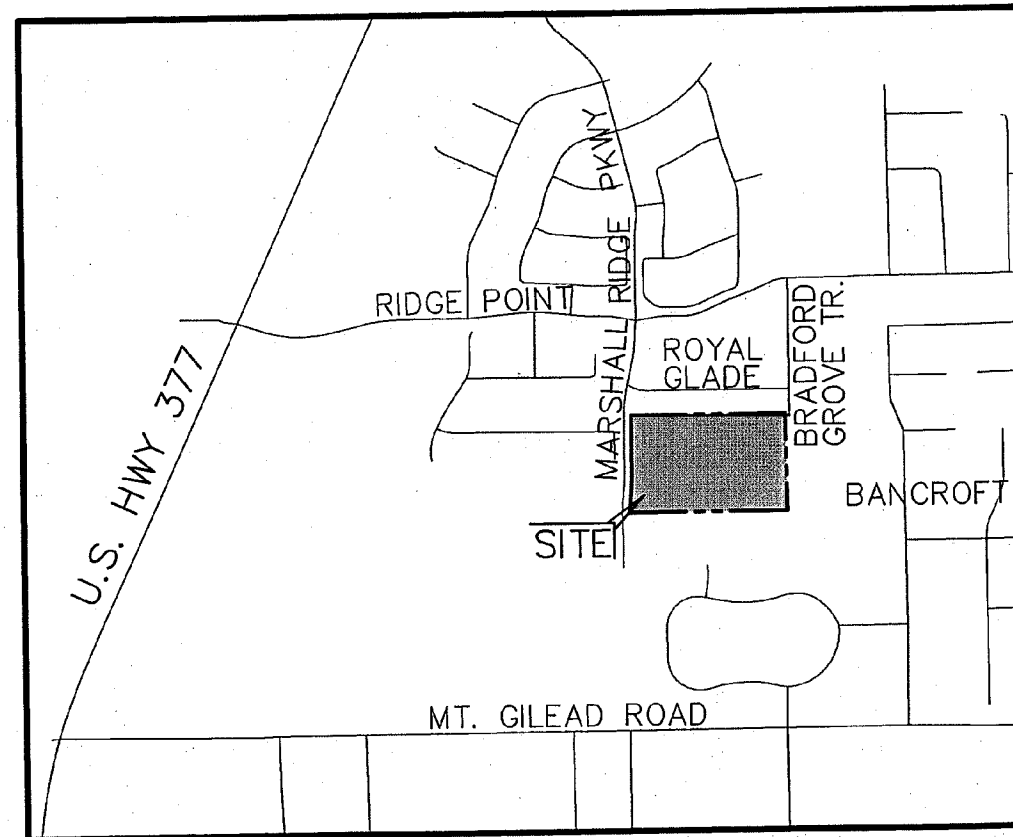 MARSHALL RIDGE PKWY
RIDGE POINT
ROYAL
GLADE
BRADFORD
GROVE TR.
U.S. HWY 377
BANCROFT
SITE
MT. GILEAD ROAD